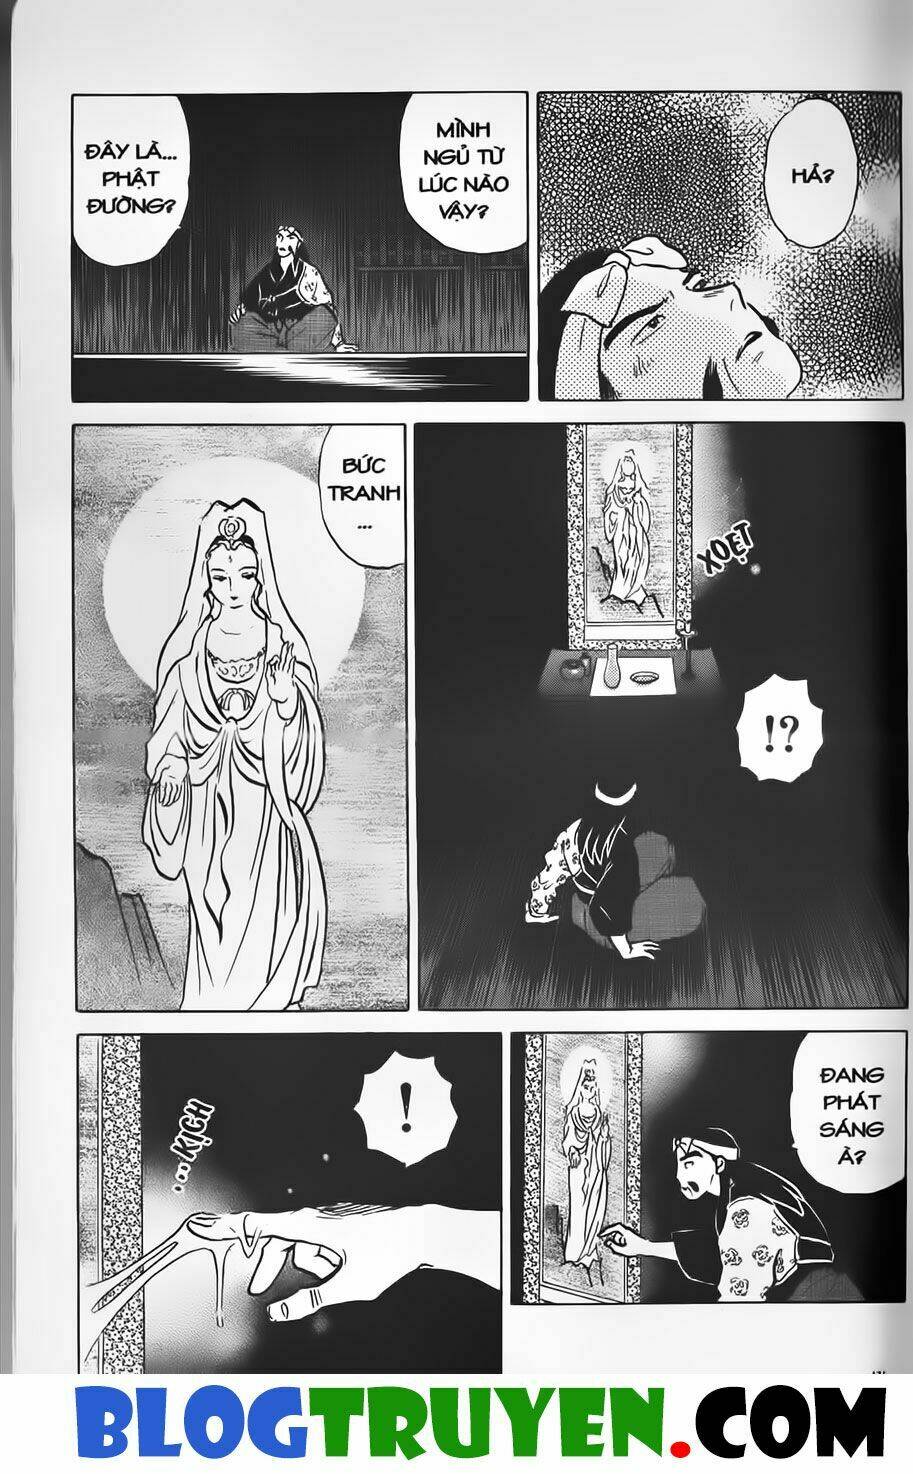 HẢ?
MÌNH
NGỦ TỪ
LÚC NÀO
VẬY?
ĐÂY LÀ...
PHẬT
ĐƯỜNG?
XOẸT
!?
BỨC
TRANH
...
ĐANG
PHÁT
SÁNG
À?
!
...KỊCH
BLOGTRUYEN.COM